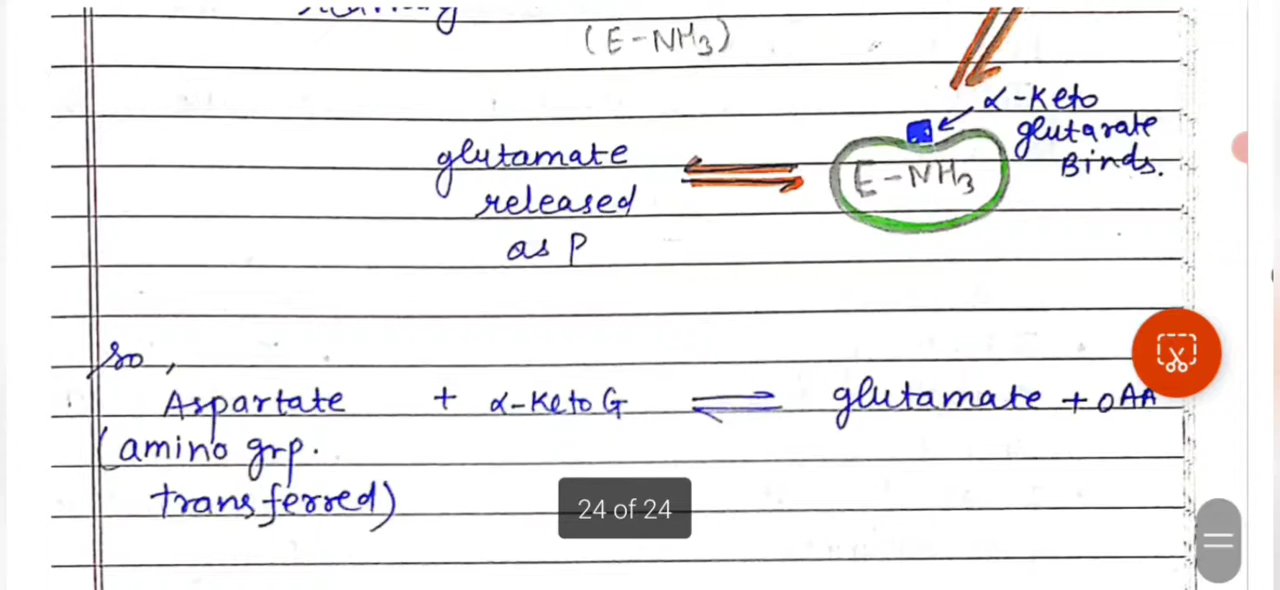 (E-NH3)
α-Keto
glutarate
Binds.
E-NH3
glutamate
released
as P
so,
Aspartate + α-Keto G ⇌ glutamate + OAA
(amino grp.
transferred)
24 of 24